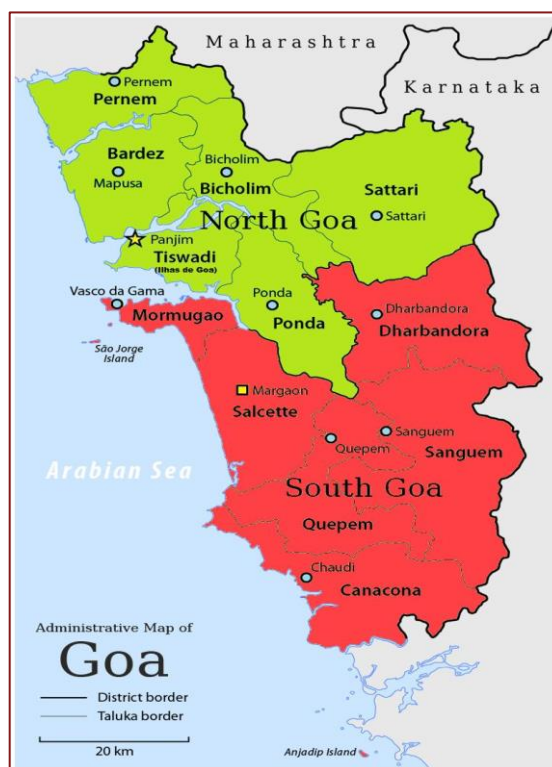 Maharashtra
Karnataka
Pernem
Pernem
Bardez
Mapusa
Bicholim
Bicholim
Sattari
Sattari
North Goa
Panjim
Tiswadi
(Ilhas de Goa)
Vasco da Gama
Mormugao
Ponda
Ponda
Dharbandora
Dharbandora
São Jorge
Island
Margaon
Salcette
Sanguem
Sanguem
Quepem
Arabian Sea
South Goa
Quepem
Chaudi
Canacona
Administrative Map of
Goa
District border
Taluka border
20 km
Anjadip Island